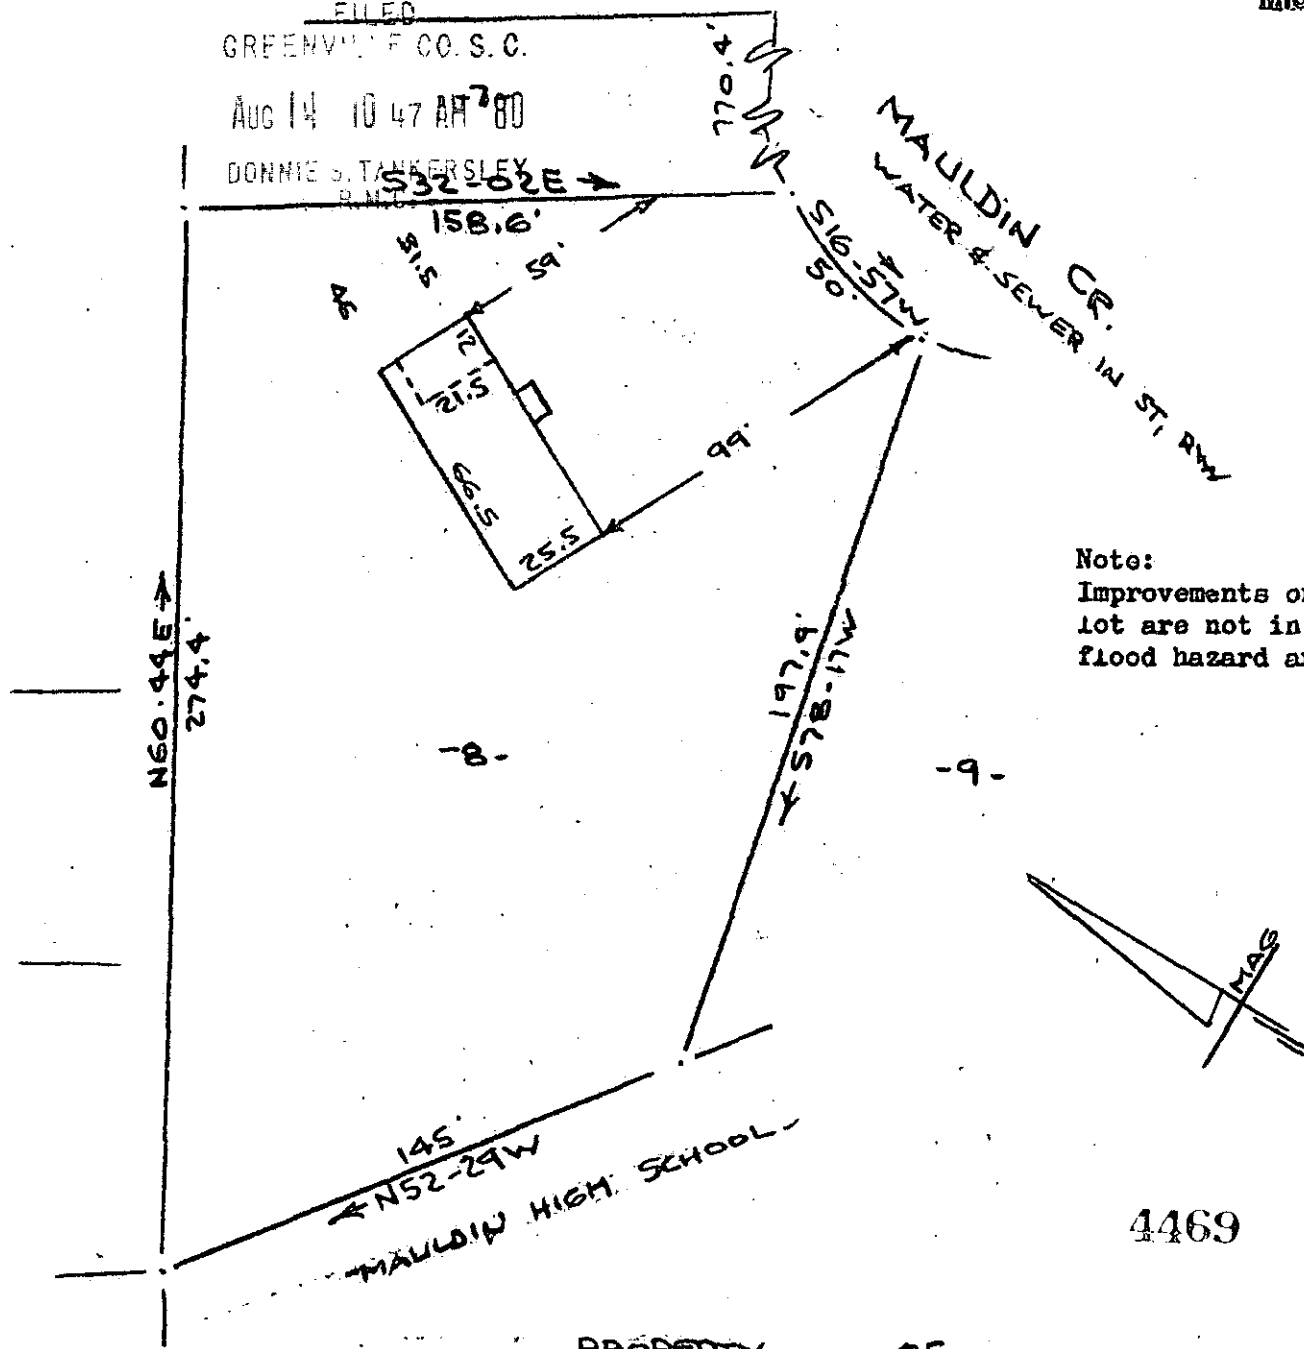 FILED
GREENVILLE CO. S. C.
AUG 14 10 47 AM '80
DONNIE S. TANKERSLEY
R.M.C.
770.4'
S32-02E
158.6'
MAULDIN CR.
WATER & SEWER IN ST, R/W
S16-57W
50'
46
31.5
59'
12
21.5
66.5
25.5
99'
Note:
Improvements
lot are not in
flood hazard
N60.44E
274.4'
197.9'
S78-17W
-8-
-9-
MAG
145'
N52-29W
MAULDIN HIGH SCHOOL
4469
PROPERTY OF